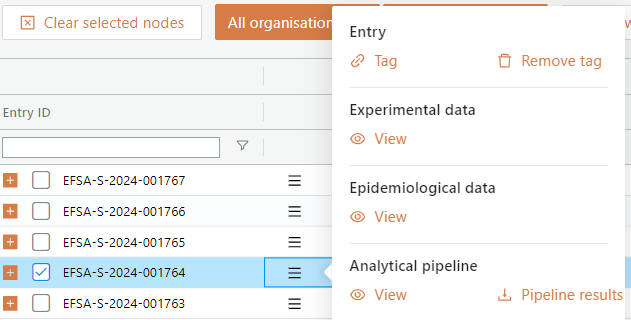 Clear selected nodes
All organisation
Entry ID
EFSA-S-2024-001767
EFSA-S-2024-001766
EFSA-S-2024-001765
EFSA-S-2024-001764
EFSA-S-2024-001763
Entry
Tag
Remove tag
Experimental data
View
Epidemiological data
View
Analytical pipeline
View
Pipeline results